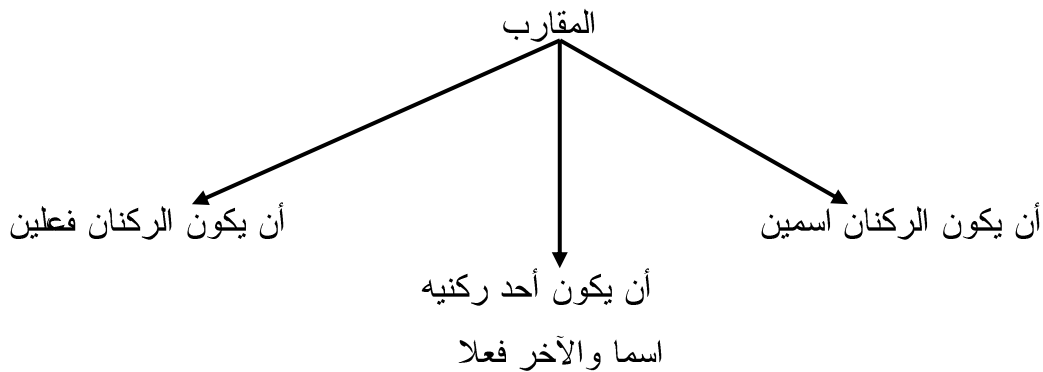 المقارب
أن يكون الركنان اسمين
أن يكون الركنان فعلين
أن يكون أحد ركنيه
اسما والآخر فعلا